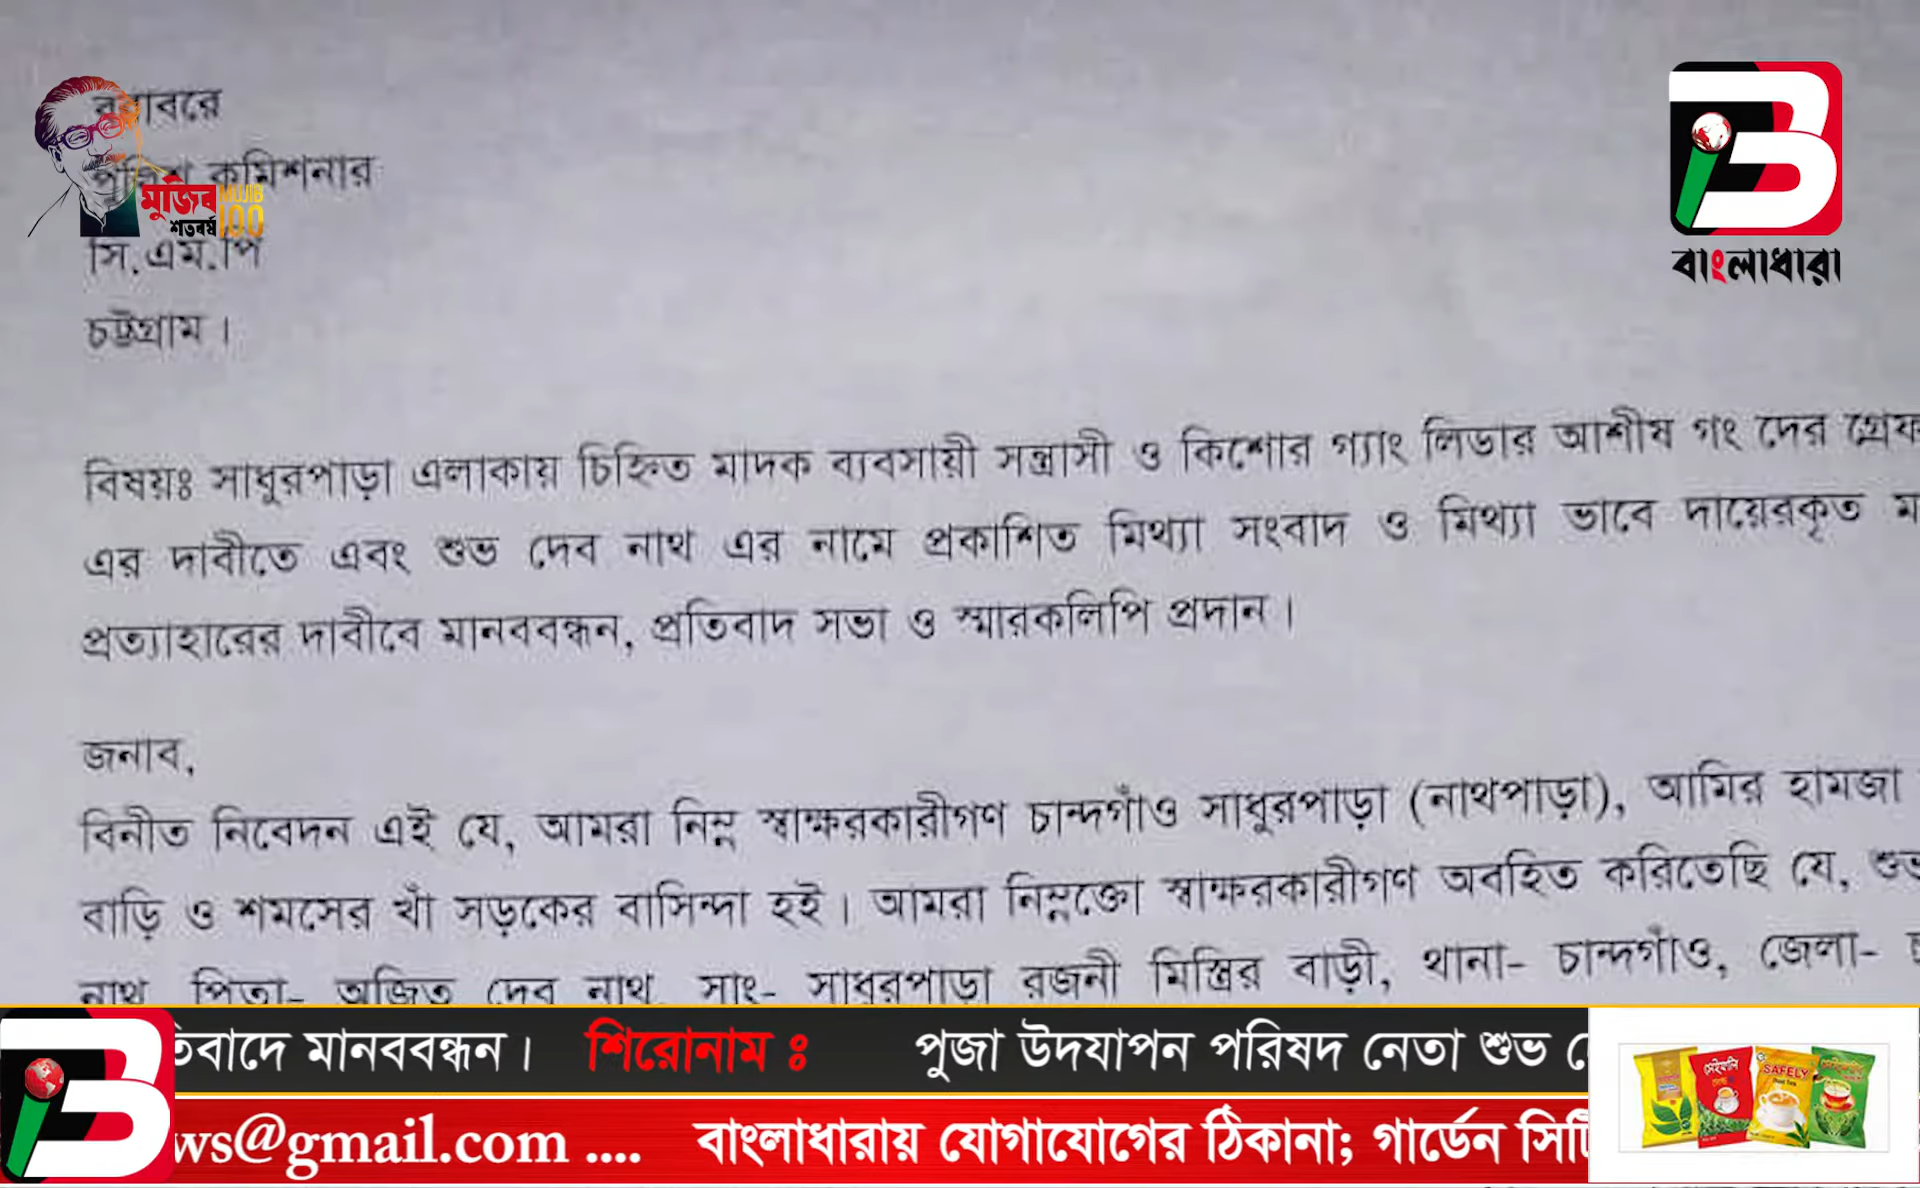 বরাবরে
পুলিশ কমিশনার
মুজিব
শতবর্ষ
MUJIB
100
সি.এম.পি
চট্টগ্রাম।
বাংলাধারা
বিষয়ঃ সাধুরপাড়া এলাকায় চিহ্নিত মাদক ব্যবসায়ী সন্ত্রাসী ও কিশোর গ্যাং লিডার আশীষ গং দের
এর দাবীতে এবং শুভ দেব নাথ এর নামে প্রকাশিত মিথ্যা সংবাদ ও মিথ্যা ভাবে দায়েরকৃত
প্রত্যাহারের দাবীবে মানববন্ধন, প্রতিবাদ সভা ও স্মারকলিপি প্রদান।
জনাব,
বিনীত নিবেদন এই যে, আমরা নিম্ন স্বাক্ষরকারীগণ চান্দগাঁও সাধুরপাড়া (নাথপাড়া), আমির হামজা
বাড়ি ও শমসের খাঁ সড়কের বাসিন্দা হই। আমরা নিম্নক্তো স্বাক্ষরকারীগণ অবহিত করিতেছি যে,
নাথ, পিতা- অজিত দেব নাথ, সাং- সাধুরপাড়া রজনী মিস্ত্রির বাড়ী, থানা- চান্দগাঁও, জেলা-
তিবাদে মানববন্ধন। শিরোনাম ঃ পুজা উদযাপন পরিষদ নেতা শুভ
ws@gmail.com .... বাংলাধারায় যোগাযোগের ঠিকানা; গার্ডেন সিটি
SAFELY